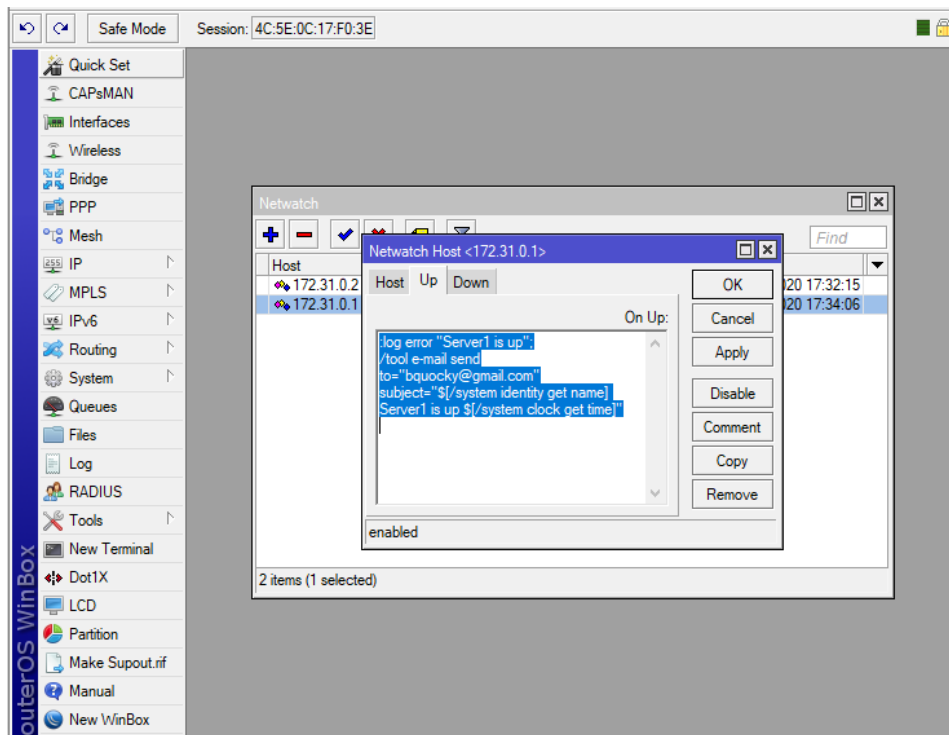 Safe Mode
Session: 4C:5E:0C:17:F0:3E
Quick Set
CAPsMAN
Interfaces
Wireless
Bridge
PPP
Mesh
IP
MPLS
IPv6
Routing
System
Queues
Files
Log
RADIUS
Tools
New Terminal
Dot1X
LCD
Partition
Make Supout.rif
Manual
New WinBox
outerOS WinBox
Netwatch
Find
Host
172.31.0.2
020 17:32:15
172.31.0.1
020 17:34:06
2 items (1 selected)
Netwatch Host <172.31.0.1>
Host Up Down
On Up:
:log error "Server1 is up";
/tool e-mail send
to="bquocky@gmail.com"
subject="$[/system identity get name]
Server1 is up $[/system clock get time]"
OK
Cancel
Apply
Disable
Comment
Copy
Remove
enabled